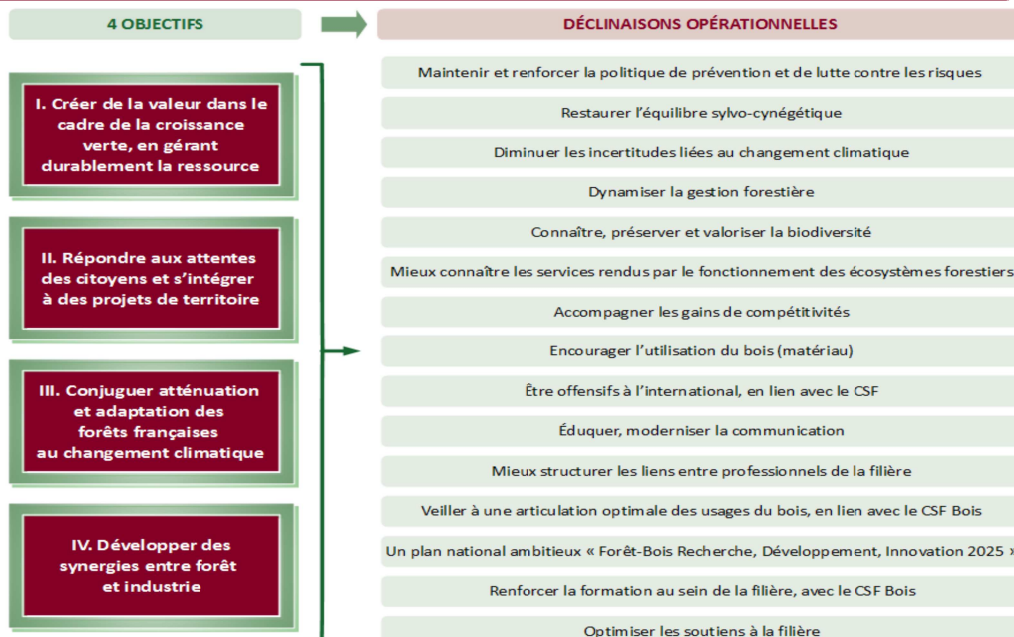 4 OBJECTIFS
DÉCLINAISONS OPÉRATIONNELLES
I. Créer de la valeur dans le
cadre de la croissance
verte, en gérant
durablement la ressource
II. Répondre aux attentes
des citoyens et s’intégrer
à des projets de territoire
III. Conjuguer atténuation
et adaptation des
forêts françaises
au changement climatique
IV. Développer des
synergies entre forêt
et industrie
Maintenir et renforcer la politique de prévention et de lutte contre les risques
Restaurer l’équilibre sylvo-cynégétique
Diminuer les incertitudes liées au changement climatique
Dynamiser la gestion forestière
Connaître, préserver et valoriser la biodiversité
Mieux connaître les services rendus par le fonctionnement des écosystèmes forestiers
Accompagner les gains de compétitivités
Encourager l’utilisation du bois (matériau)
Être offensifs à l’international, en lien avec le CSF
Éduquer, moderniser la communication
Mieux structurer les liens entre professionnels de la filière
Veiller à une articulation optimale des usages du bois, en lien avec le CSF Bois
Un plan national ambitieux « Forêt-Bois Recherche, Développement, Innovation 2025 »
Renforcer la formation au sein de la filière, avec le CSF Bois
Optimiser les soutiens à la filière